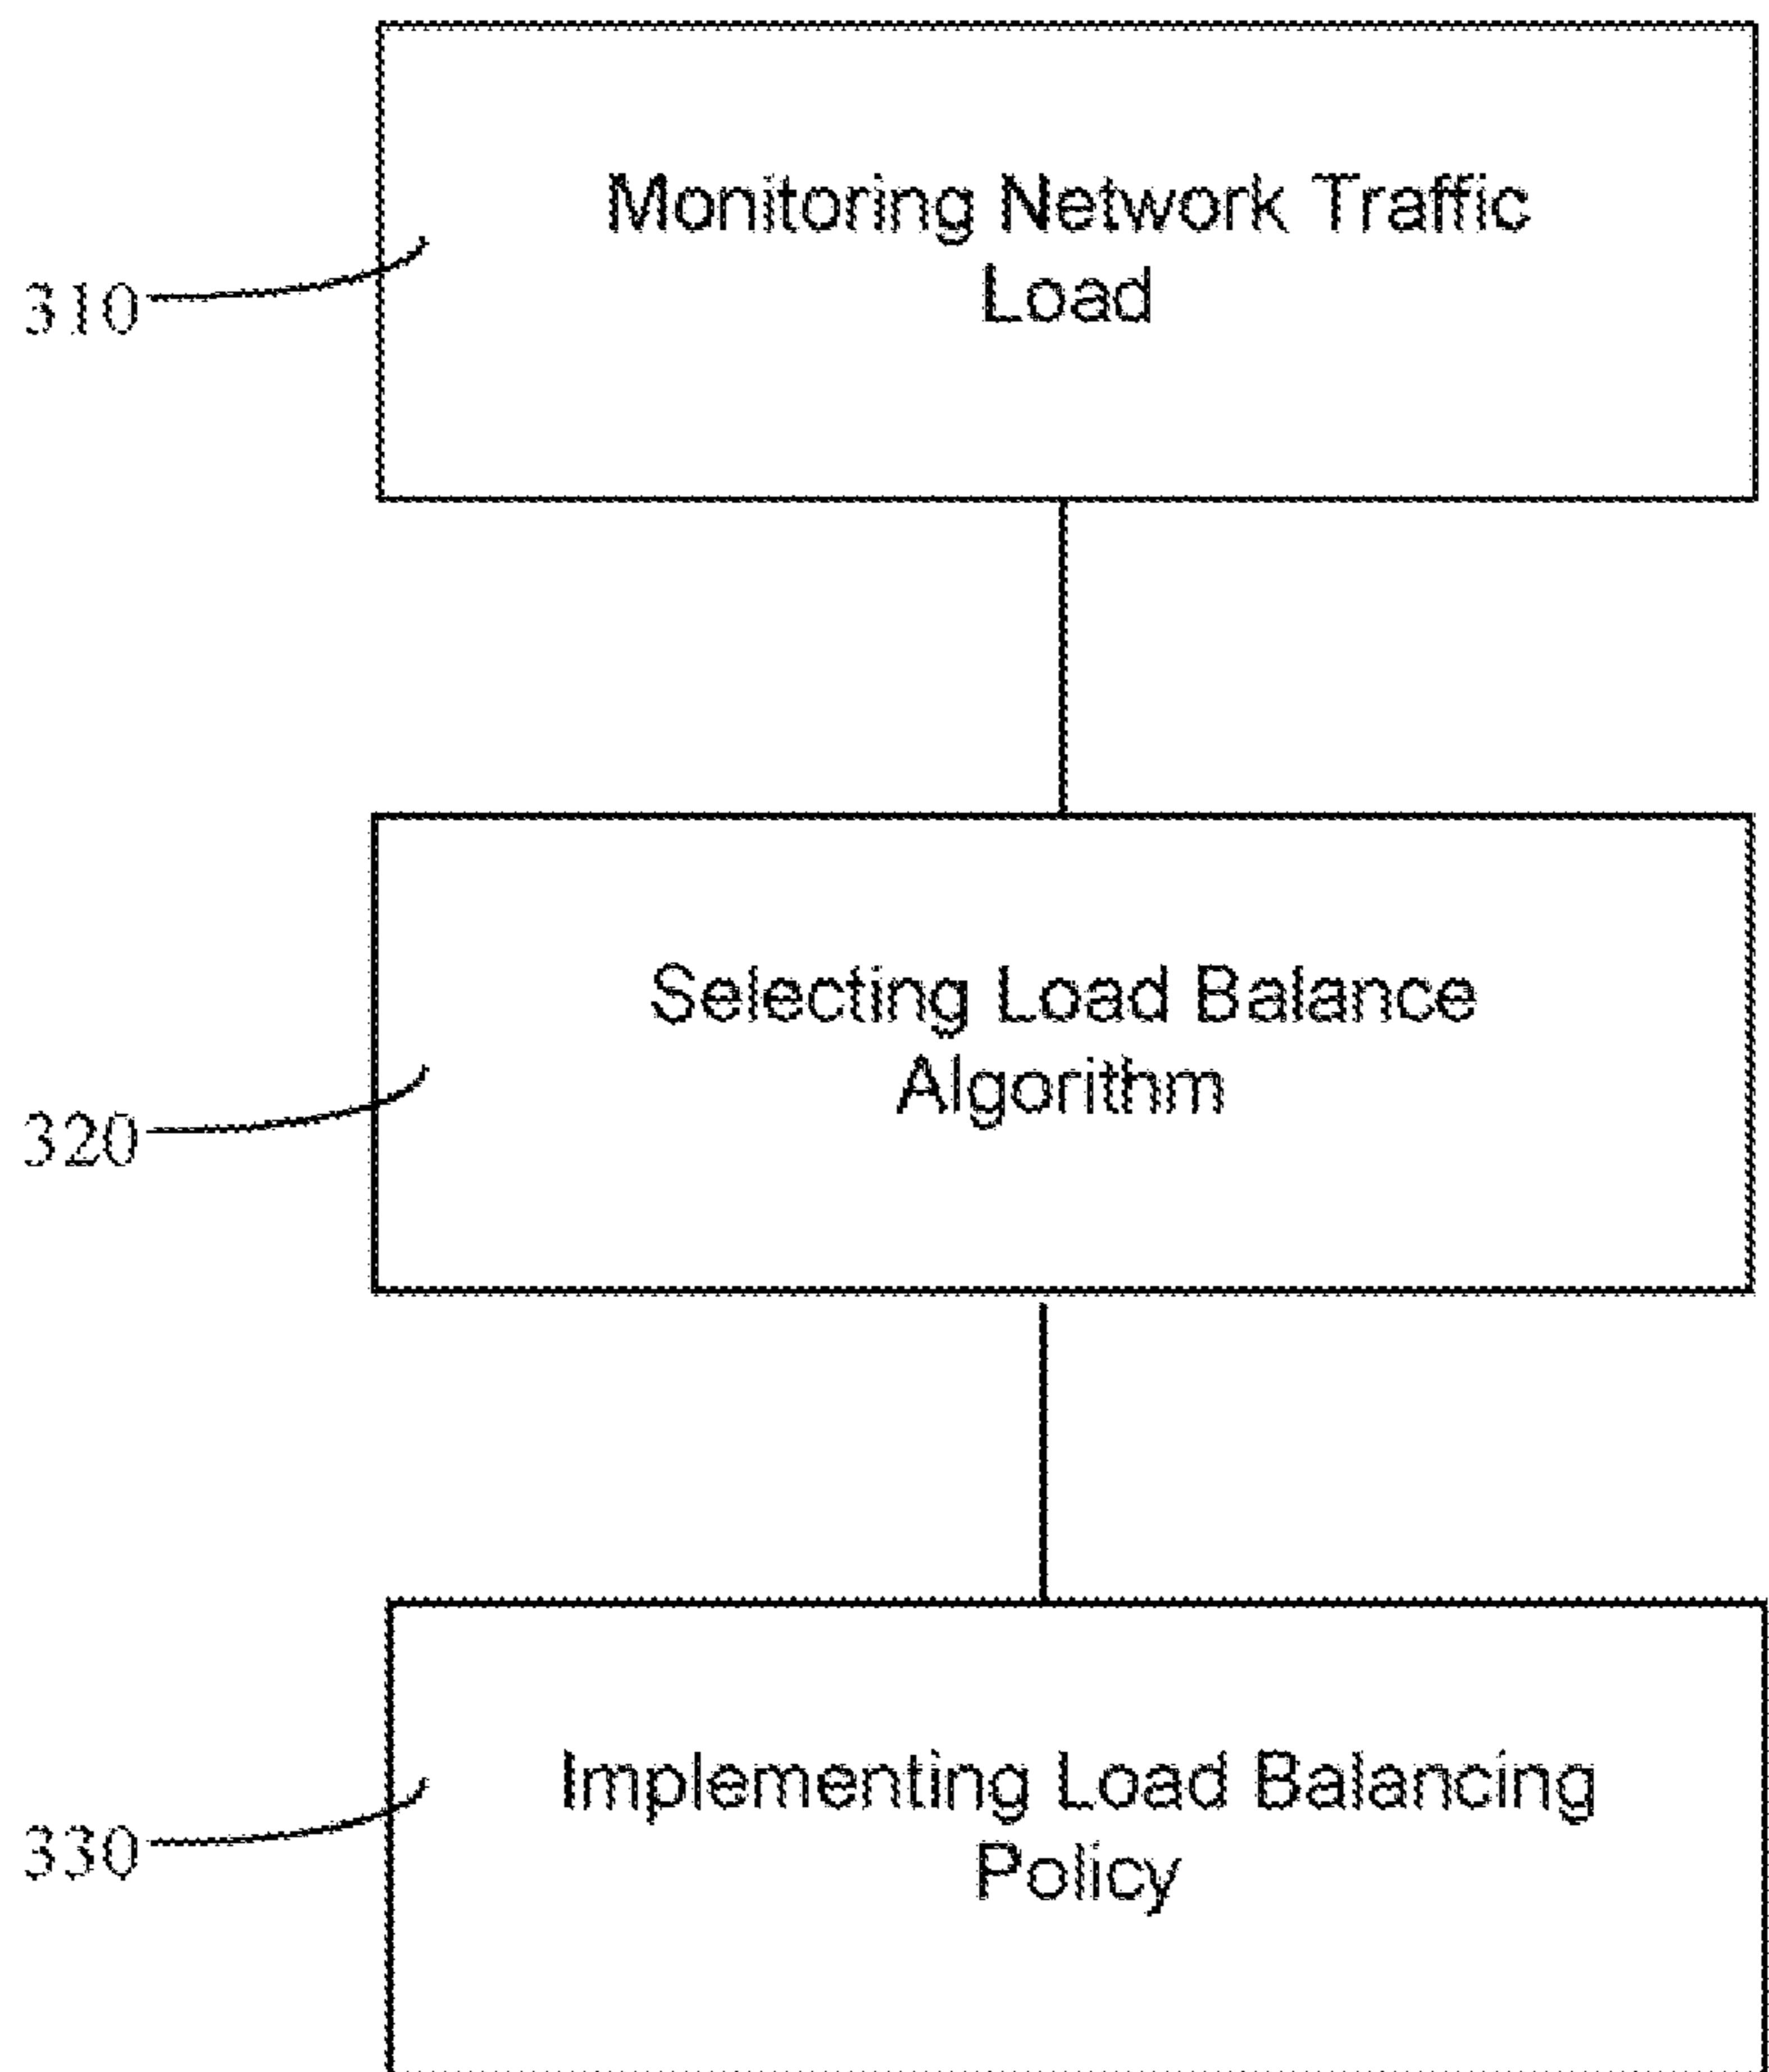 Monitoring Network Traffic
Load
310
Selecting Load Balance
Algorithm
320
Implementing Load Balancing
Policy
330